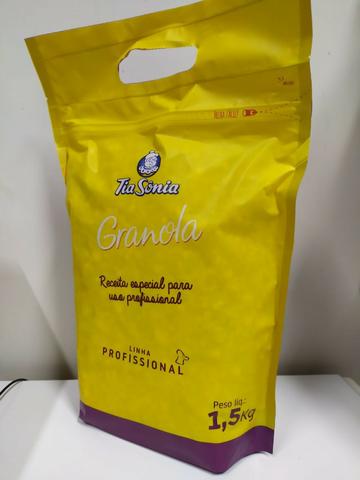 Tia Sônia
Granola
Receita especial para
uso profissional
LINHA
PROFISSIONAL
Peso líq.:
1,5Kg